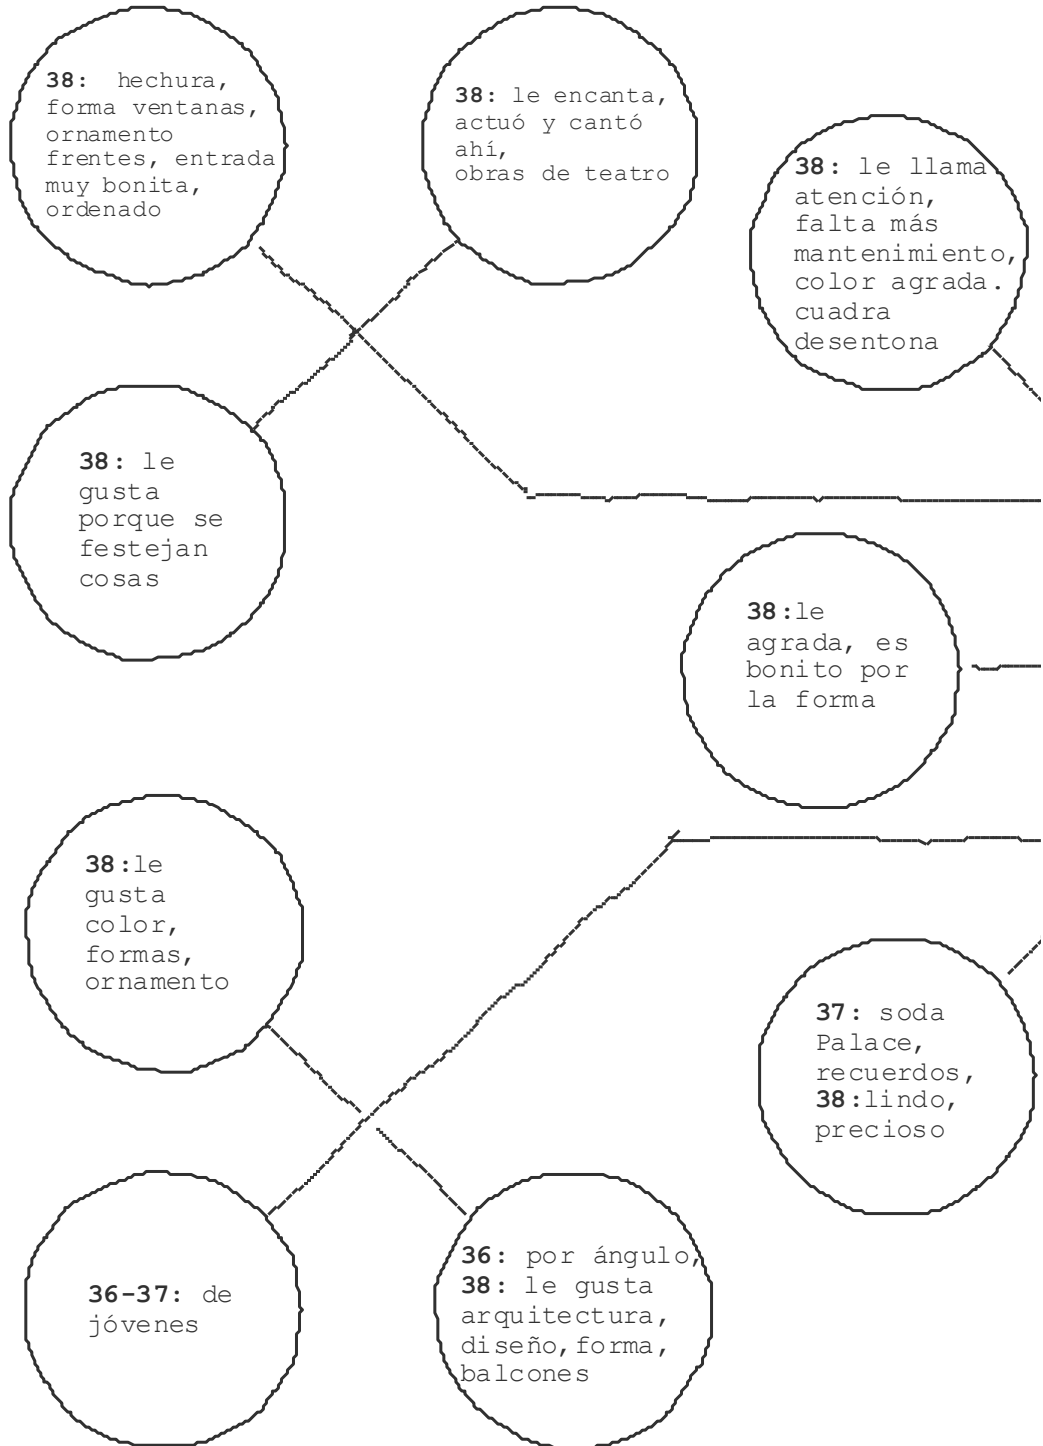 38: hechura,
forma ventanas,
ornamento
frentes, entrada
muy bonita,
ordenado
38: le encanta,
actuó y cantó
ahí,
obras de teatro
38: le llama
atención,
falta más
mantenimiento,
color agrada.
cuadra
desentona
38: le
gusta
porque se
festejan
cosas
38:le
agrada, es
bonito por
la forma
38:le
gusta
color,
formas,
ornamento
37: soda
Palace,
recuerdos,
38:lindo,
precioso
36-37: de
jóvenes
36: por ángulo,
38: le gusta
arquitectura,
diseño,forma,
balcones